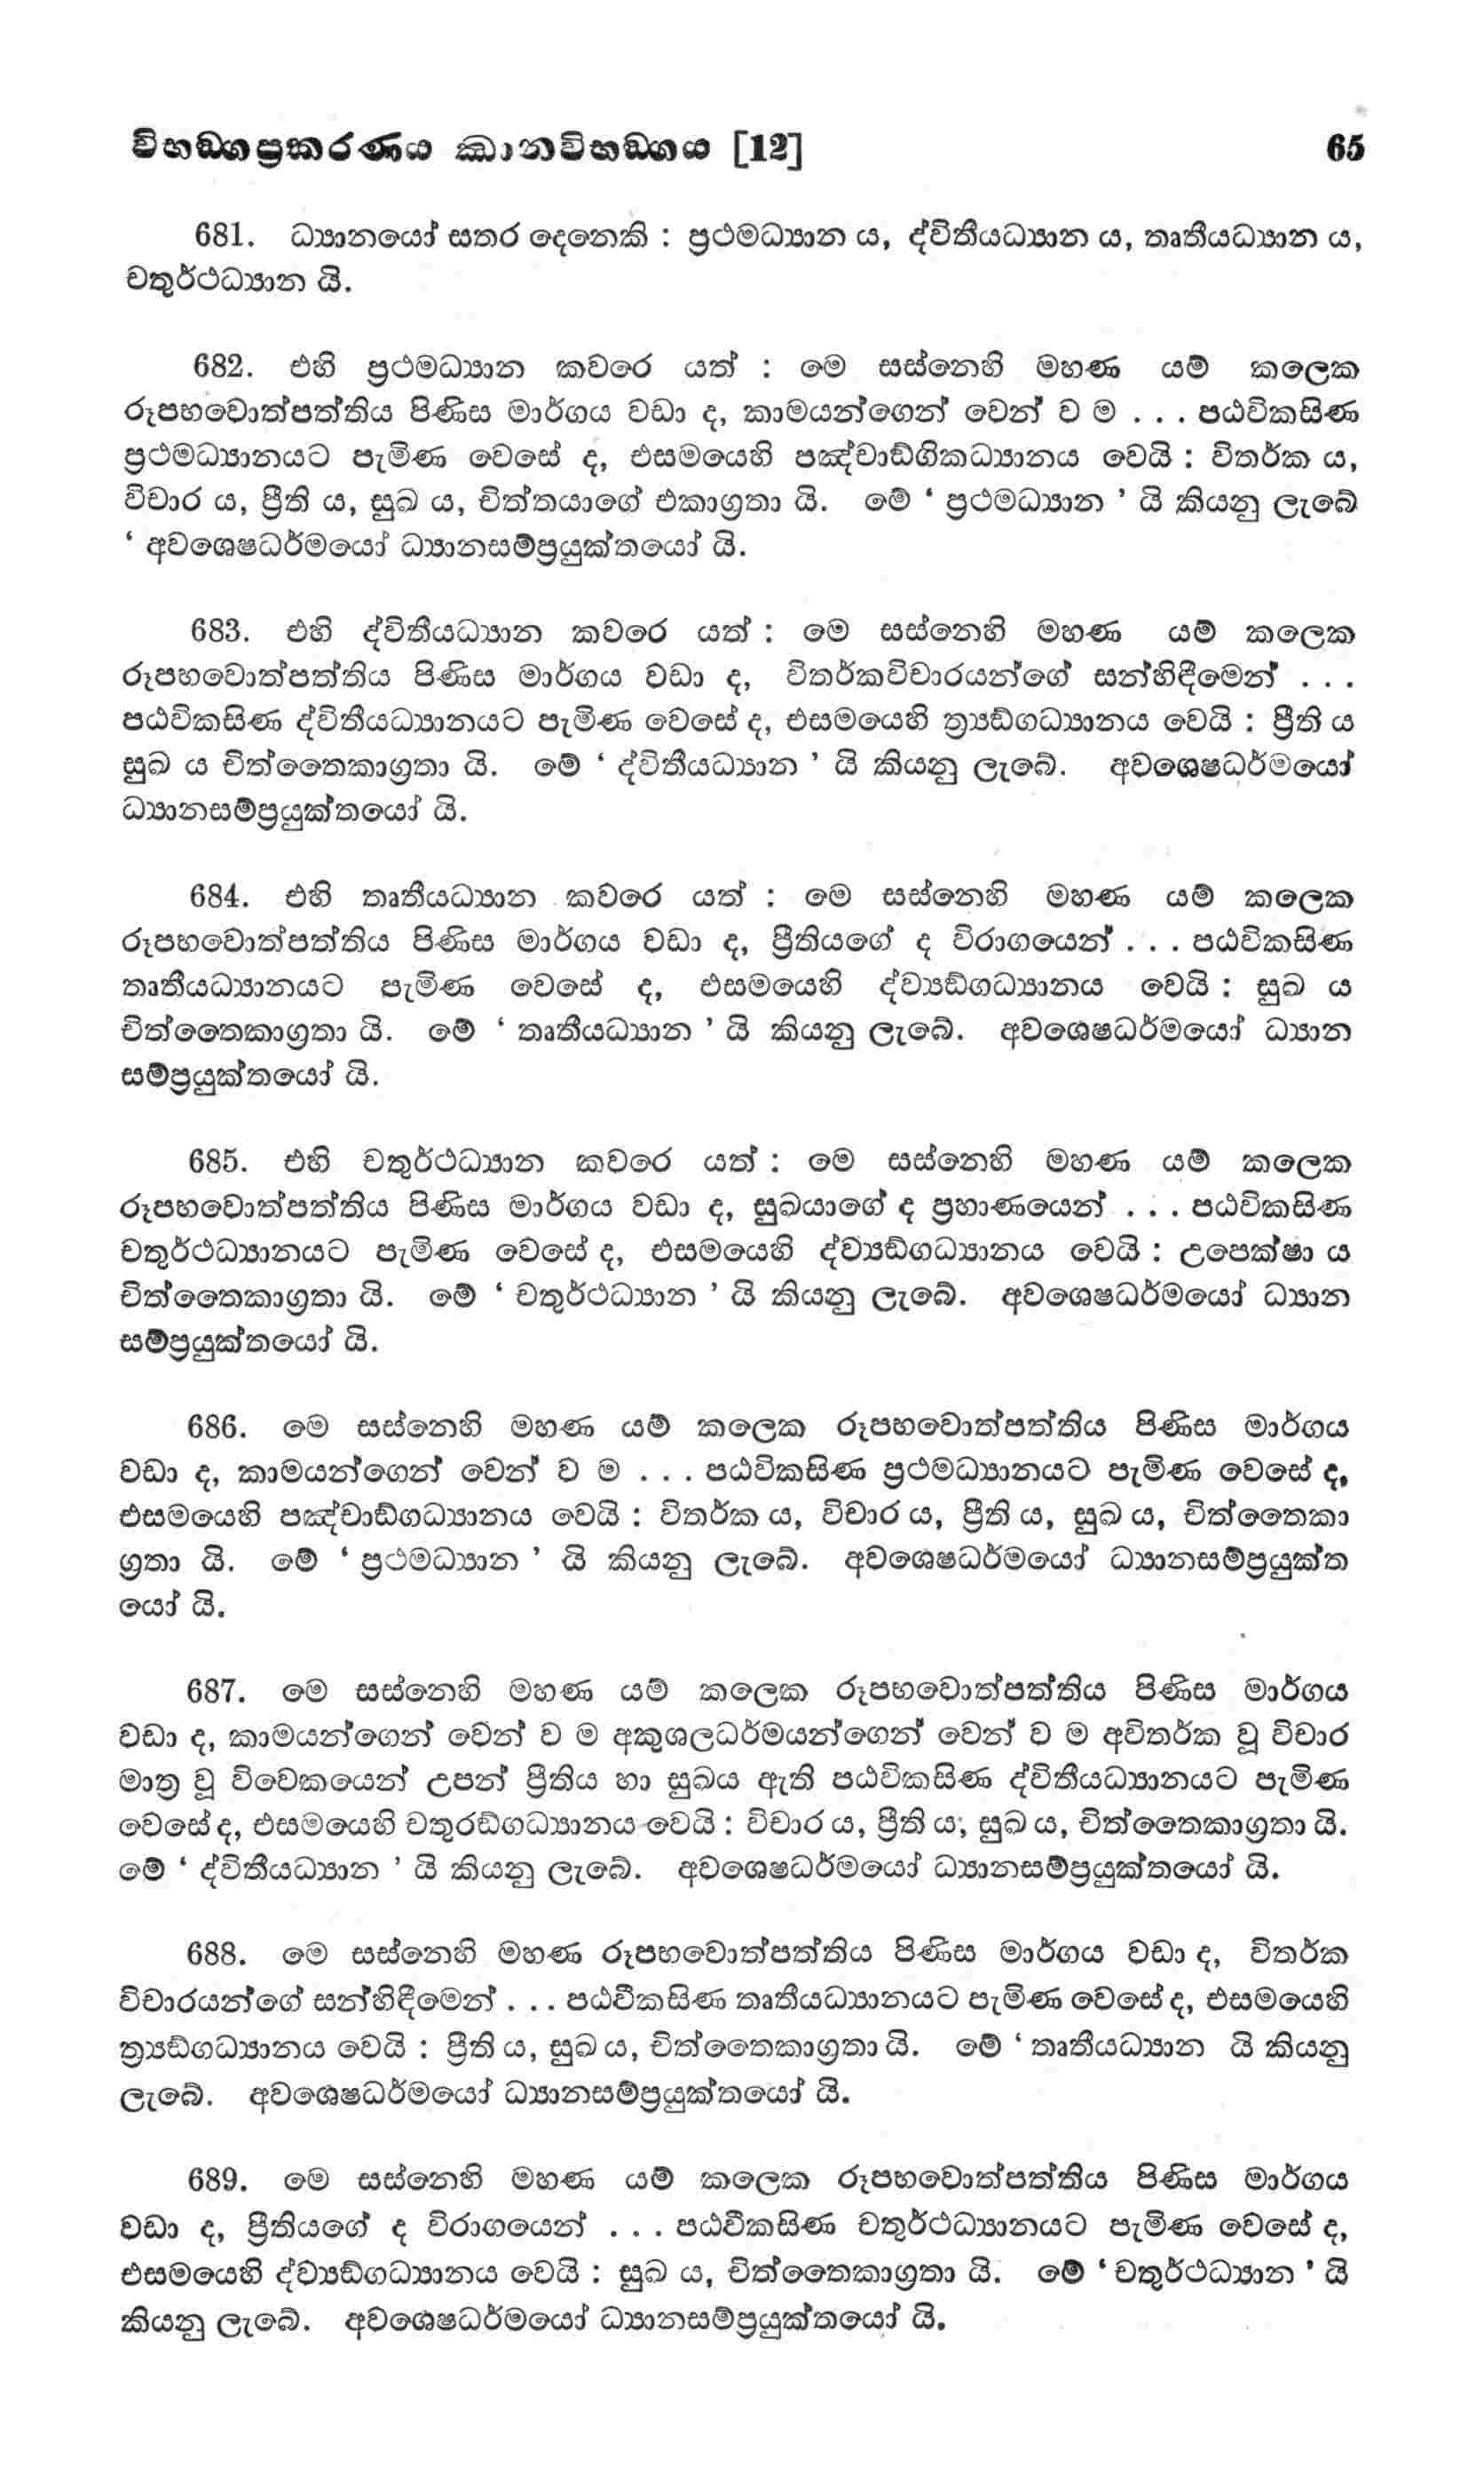 විභඞ්ගප්‍රකරණය ඣානවිභඞ්ගය [12] 65
681. ධ්‍යානයෝ සතර දෙනෙකි : ප්‍රථමධ්‍යාන ය, ද්විතීයධ්‍යාන ය, තෘතීයධ්‍යාන ය,
චතුර්ථධ්‍යාන යි.
682. එහි ප්‍රථමධ්‍යාන කවරෙ යත් : මෙ සස්නෙහි මහණ යම් කලෙක
රූපභවොත්පත්තිය පිණිස මාර්ගය වඩා ද, කාමයන්ගෙන් වෙන් ව ම . . . පඨවිකසිණ
ප්‍රථමධ්‍යානයට පැමිණ වෙසේ ද, එසමයෙහි පඤ්චාඩ්ගිකධ්‍යානය වෙයි : විතර්ක ය,
විචාර ය, ප්‍රීති ය, සුඛ ය, චිත්තයාගේ එකාග්‍රතා යි. මේ ‘ ප්‍රථමධ්‍යාන ’ යි කියනු ලැබේ
‘ අවශෙෂධර්මයෝ ධ්‍යානසම්ප්‍රයුක්තයෝ යි.
683. එහි ද්විතීයධ්‍යාන කවරෙ යත් : මෙ සස්නෙහි මහණ යම් කලෙක
රූපභවොත්පත්තිය පිණිස මාර්ගය වඩා ද, විතර්කවිචාරයන්ගේ සන්හිඳීමෙන් . . .
පඨවිකසිණ ද්විතීයධ්‍යානයට පැමිණ වෙසේ ද, එසමයෙහි ත්‍ර්‍යඩ්ගධ්‍යානය වෙයි : ප්‍රීති ය
සුඛ ය චිත්තෛකාග්‍රතා යි. මේ ‘ ද්විතීයධ්‍යාන ’ යි කියනු ලැබේ. අවශෙෂධර්මයෝ
ධ්‍යානසම්ප්‍රයුක්තයෝ යි.
684. එහි තෘතීයධ්‍යාන කවරෙ යත් : මෙ සස්නෙහි මහණ යම් කලෙක
රූපභවොත්පත්තිය පිණිස මාර්ගය වඩා ද, ප්‍රීතියගේ ද විරාගයෙන් . . . පඨවිකසිණ
තෘතීයධ්‍යානයට පැමිණ වෙසේ ද, එසමයෙහි ද්ව්‍යඩ්ගධ්‍යානය වෙයි : සුඛ ය
චිත්තෛකාග්‍රතා යි. මේ ‘ තෘතීයධ්‍යාන ’ යි කියනු ලැබේ. අවශෙෂධර්මයෝ ධ්‍යාන
සම්ප්‍රයුක්තයෝ යි.
685. එහි චතුර්ථධ්‍යාන කවරෙ යත් : මෙ සස්නෙහි මහණ යම් කලෙක
රූපභවොත්පත්තිය පිණිස මාර්ගය වඩා ද, සුඛයාගේ ද ප්‍රහාණයෙන් . . . පඨවිකසිණ
චතුර්ථධ්‍යානයට පැමිණ වෙසේ ද, එසමයෙහි ද්ව්‍යඩ්ගධ්‍යානය වෙයි : උපෙක්ෂා ය
චිත්තෛකාග්‍රතා යි. මේ ‘ චතුර්ථධ්‍යාන ’ යි කියනු ලැබේ. අවශෙෂධර්මයෝ ධ්‍යාන
සම්ප්‍රයුක්තයෝ යි.
686. මෙ සස්නෙහි මහණ යම් කලෙක රූපභවොත්පත්තිය පිණිස මාර්ගය
වඩා ද, කාමයන්ගෙන් වෙන් ව ම . . . පඨවිකසිණ ප්‍රථමධ්‍යානයට පැමිණ වෙසේ ද,
එසමයෙහි පඤ්චාඩ්ගධ්‍යානය වෙයි : විතර්ක ය, විචාර ය, ප්‍රීති ය, සුඛ ය, චිත්තෛකා
ග්‍රතා යි. මේ ‘ ප්‍රථමධ්‍යාන ’ යි කියනු ලැබේ. අවශෙෂධර්මයෝ ධ්‍යානසම්ප්‍රයුක්ත
යෝ යි.
687. මෙ සස්නෙහි මහණ යම් කලෙක රූපභවොත්පත්තිය පිණිස මාර්ගය
වඩා ද, කාමයන්ගෙන් වෙන් ව ම අකුශලධර්මයන්ගෙන් වෙන් ව ම අවිතර්ක වූ විචාර
මාත්‍ර වූ විවෙකයෙන් උපන් ප්‍රීතිය හා සුඛය ඇති පඨවිකසිණ ද්විතීයධ්‍යානයට පැමිණ
වෙසේ ද, එසමයෙහි චතුරඩ්ගධ්‍යානය වෙයි : විචාර ය, ප්‍රීති ය, සුඛ ය, චිත්තෛකාග්‍රතා යි.
මේ ‘ ද්විතීයධ්‍යාන ’ යි කියනු ලැබේ. අවශෙෂධර්මයෝ ධ්‍යානසම්ප්‍රයුක්තයෝ යි.
688. මෙ සස්නෙහි මහණ රූපභවොත්පත්තිය පිණිස මාර්ගය වඩා ද, විතර්ක
විචාරයන්ගේ සන්හිඳීමෙන් . . . පඨවීකසිණ තෘතීයධ්‍යානයට පැමිණ වෙසේ ද, එසමයෙහි
ත්‍ර්‍යඩ්ගධ්‍යානය වෙයි : ප්‍රීති ය, සුඛ ය, චිත්තෛකාග්‍රතා යි. මේ ‘ තෘතීයධ්‍යාන යි කියනු
ලැබේ. අවශෙෂධර්මයෝ ධ්‍යානසම්ප්‍රයුක්තයෝ යි.
689. මෙ සස්නෙහි මහණ යම් කලෙක රූපභවොත්පත්තිය පිණිස මාර්ගය
වඩා ද, ප්‍රීතියගේ ද විරාගයෙන් . . . පඨවීකසිණ චතුර්ථධ්‍යානයට පැමිණ වෙසේ ද,
එසමයෙහි ද්ව්‍යඩ්ගධ්‍යානය වෙයි : සුඛ ය, චිත්තෛකාග්‍රතා යි. මේ ‘ චතුර්ථධ්‍යාන ’ යි
කියනු ලැබේ. අවශෙෂධර්මයෝ ධ්‍යානසම්ප්‍රයුක්තයෝ යි.